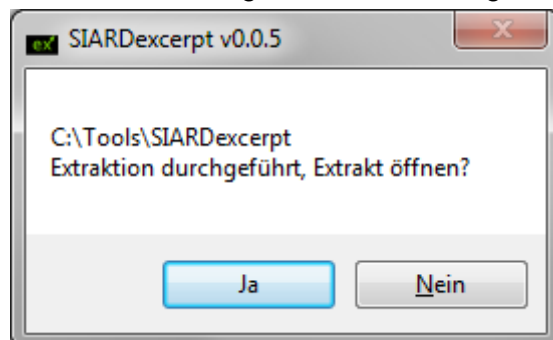 ex
SIARDexcerpt v0.0.5
C:\Tools\SIARDexcerpt
Extraktion durchgeführt, Extrakt öffnen?
Ja
Nein